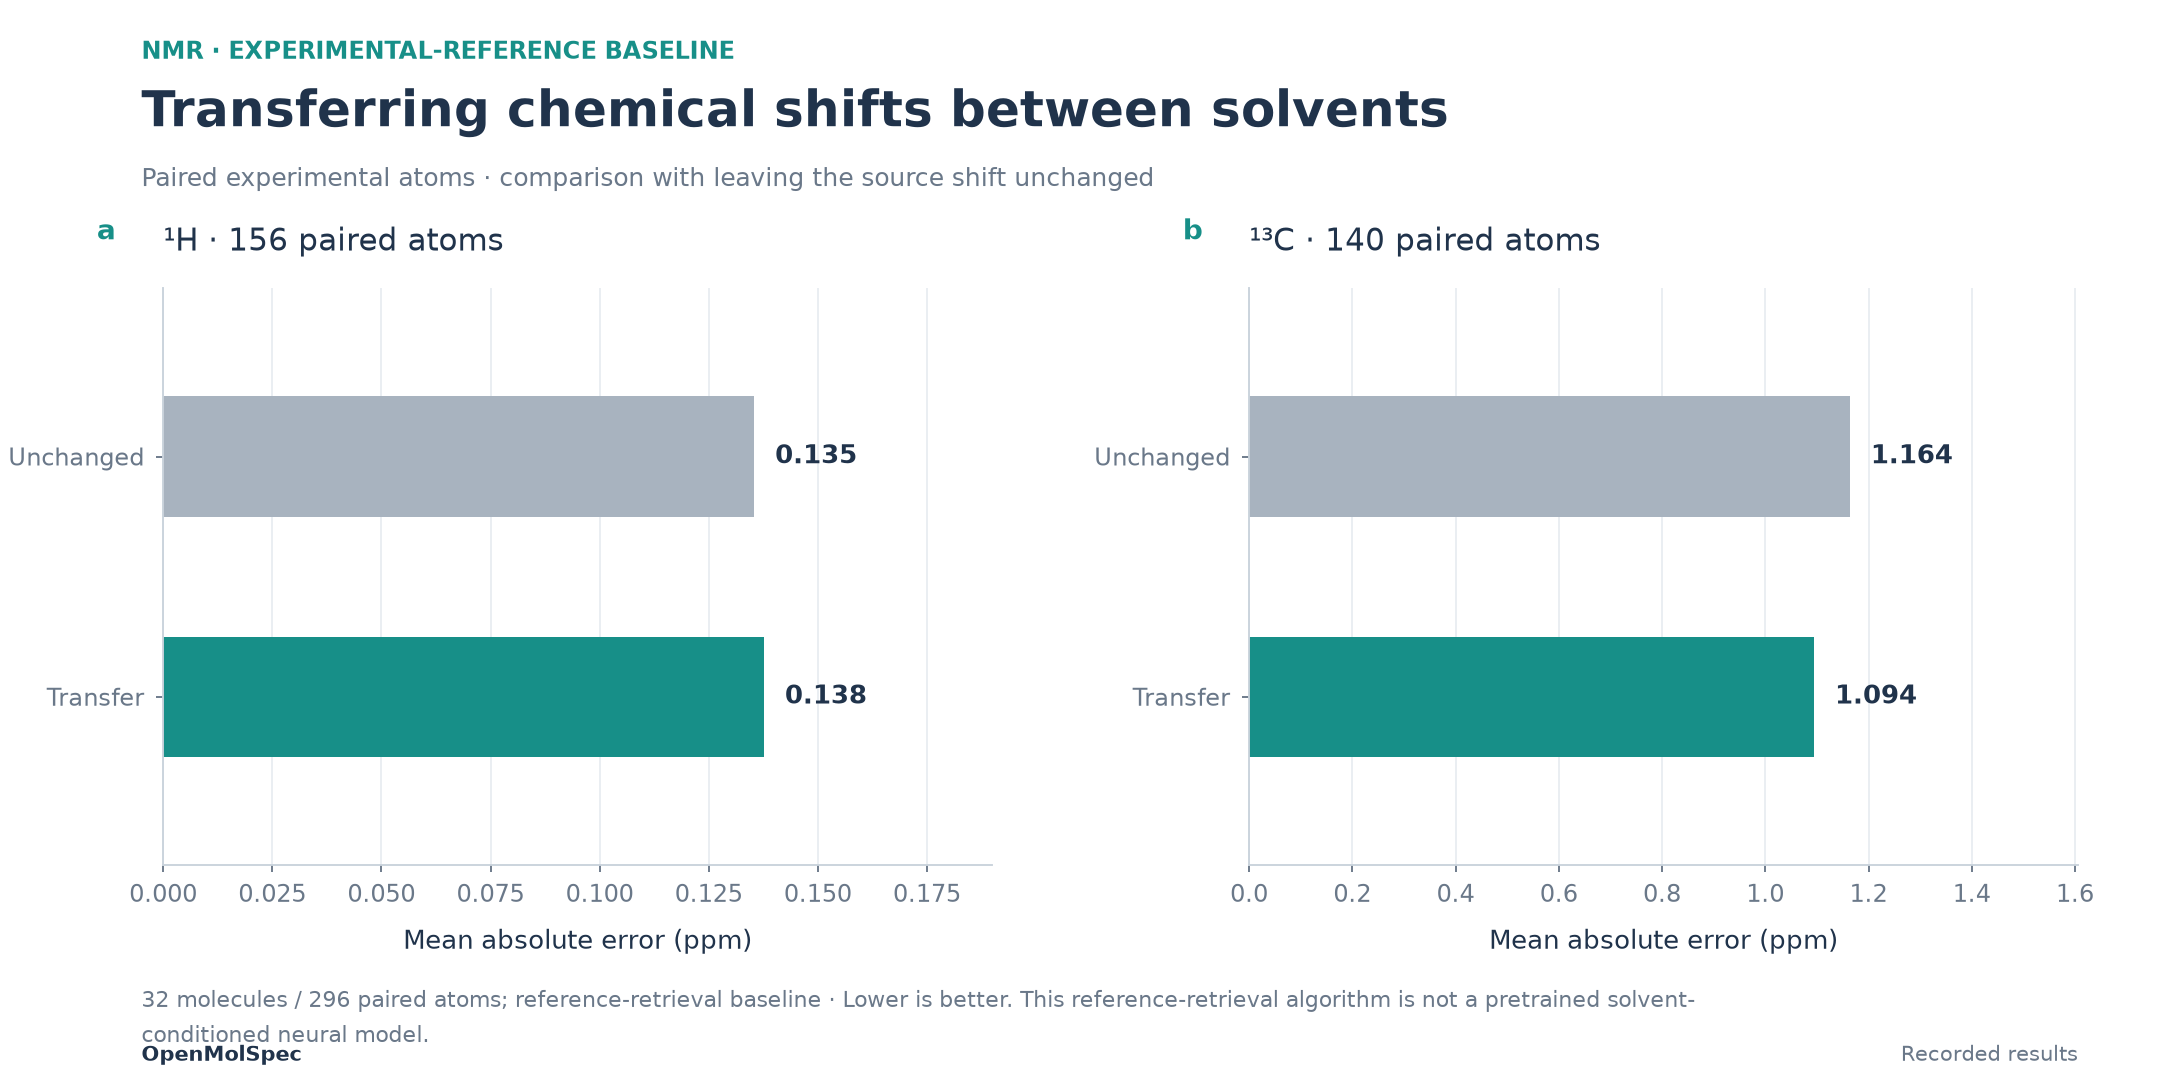 NMR · EXPERIMENTAL-REFERENCE BASELINE
Transferring chemical shifts between solvents
Paired experimental atoms · comparison with leaving the source shift unchanged
a
¹H · 156 paired atoms
Unchanged
0.135
Transfer
0.138
0.000 0.025 0.050 0.075 0.100 0.125 0.150 0.175
Mean absolute error (ppm)
b
¹³C · 140 paired atoms
Unchanged
1.164
Transfer
1.094
0.0 0.2 0.4 0.6 0.8 1.0 1.2 1.4 1.6
Mean absolute error (ppm)
32 molecules / 296 paired atoms; reference-retrieval baseline · Lower is better. This reference-retrieval algorithm is not a pretrained solvent-
conditioned neural model.
OpenMolSpec
Recorded results